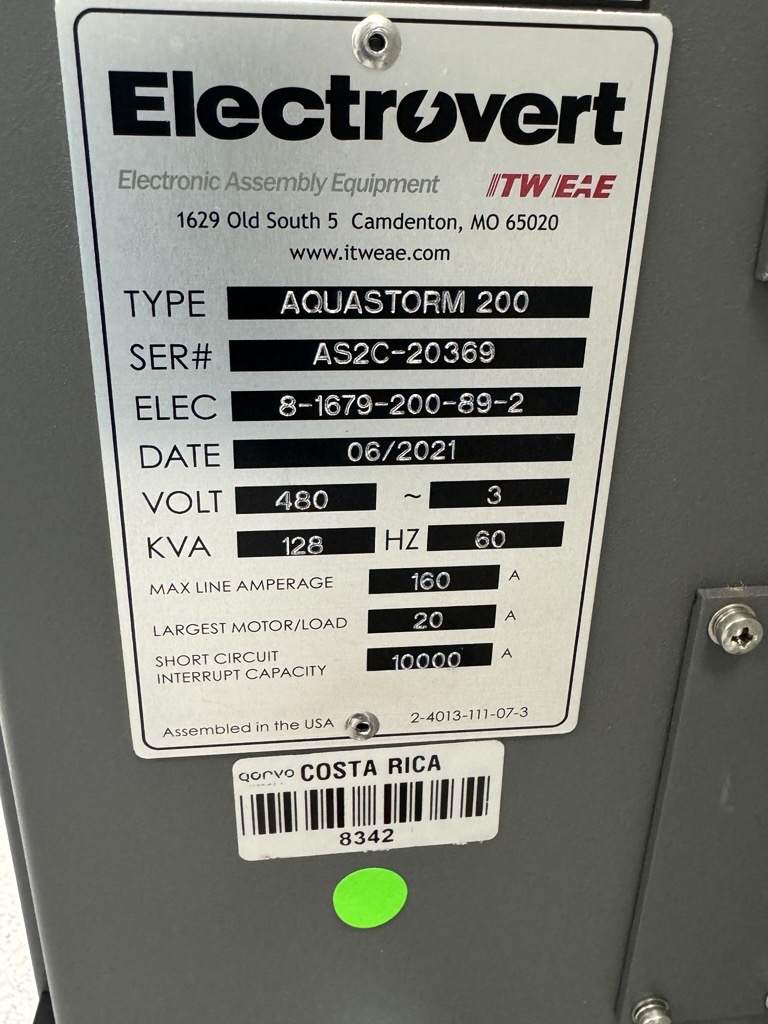 Electrovert
Electronic Assembly Equipment ITW EAE
1629 Old South 5 Camdenton, MO 65020
www.itweae.com
TYPE AQUASTORM 200
SER# AS2C-20369
ELEC 8-1679-200-89-2
DATE 06/2021
VOLT 480 ~ 3
KVA 128 HZ 60
MAX LINE AMPERAGE 160 A
LARGEST MOTOR/LOAD 20 A
SHORT CIRCUIT
INTERRUPT CAPACITY 10000 A
Assembled in the USA 2-4013-111-07-3
QORVO COSTA RICA
8342